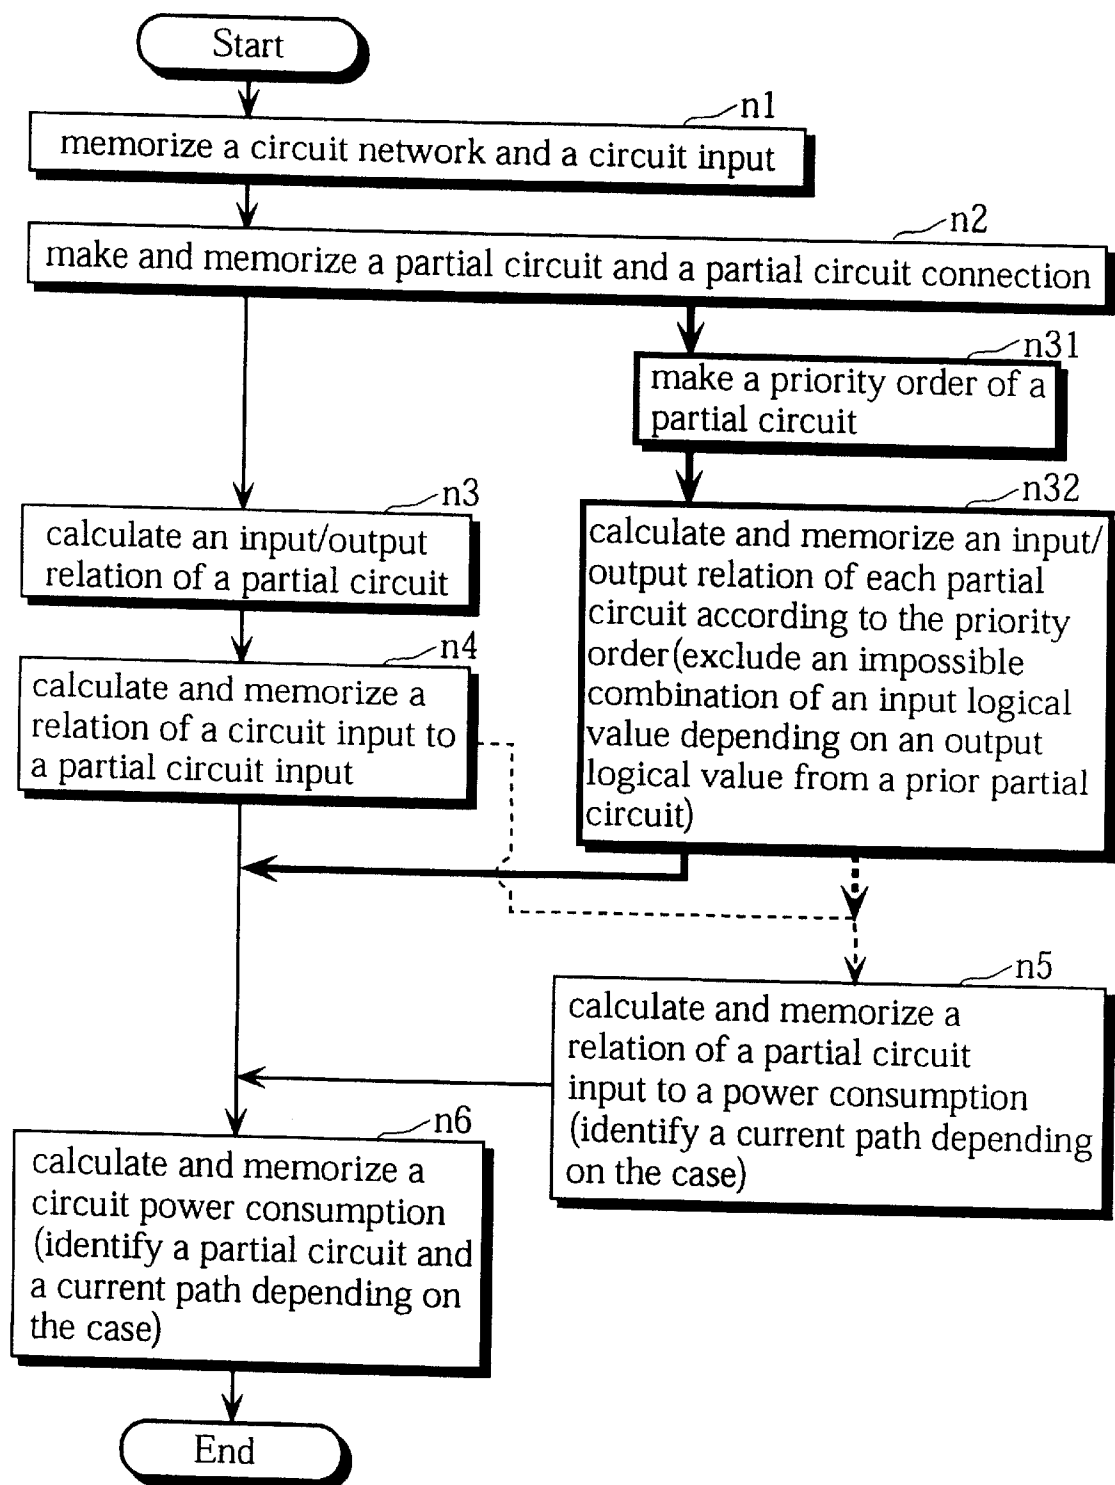 Start
n1
memorize a circuit network and a circuit input
n2
make and memorize a partial circuit and a partial circuit connection
n31
make a priority order of a
partial circuit
n3
calculate an input/output
relation of a partial circuit
n32
calculate and memorize an input/
output relation of each partial
circuit according to the priority
order(exclude an impossible
combination of an input logical
value depending on an output
logical value from a prior partial
circuit)
n4
calculate and memorize a
relation of a circuit input to
a partial circuit input
n5
calculate and memorize a
relation of a partial circuit
input to a power consumption
(identify a current path depending
on the case)
n6
calculate and memorize a
circuit power consumption
(identify a partial circuit and
a current path depending on
the case)
End